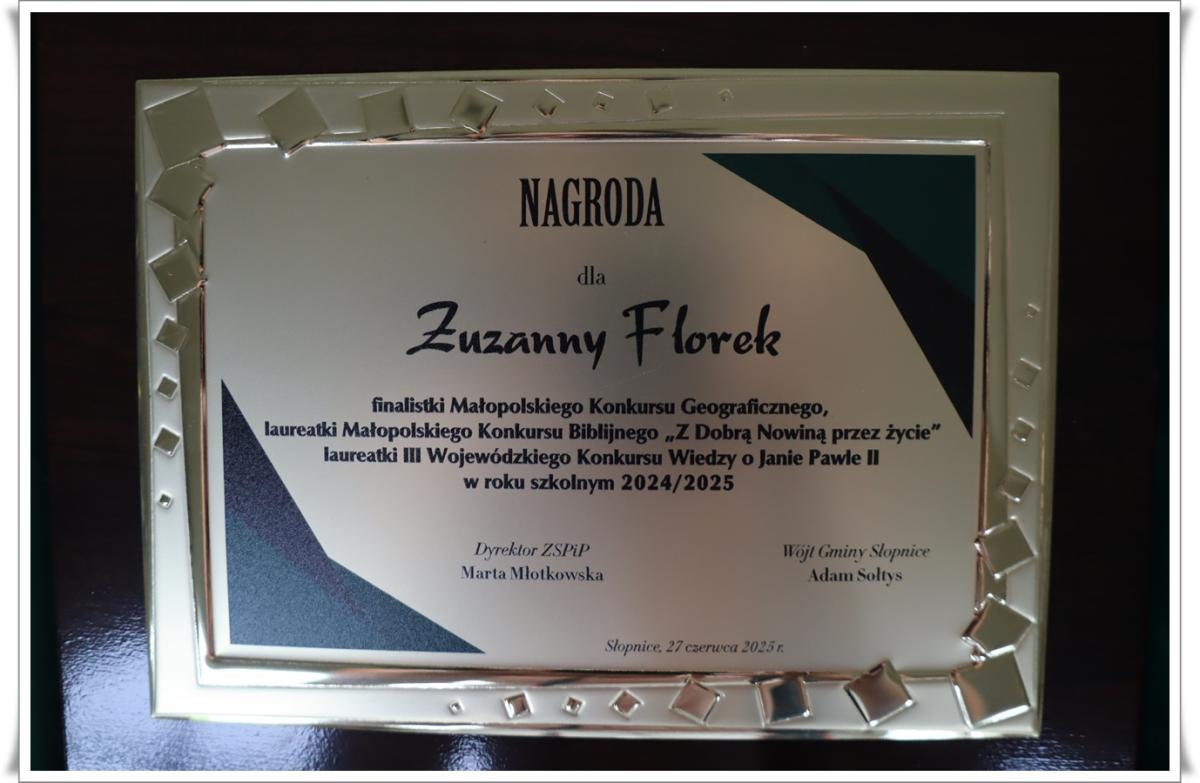 NAGRODA
dla
Zuzanny Florek
finalistki Małopolskiego Konkursu Geograficznego,
laureatki Małopolskiego Konkursu Biblijnego „Z Dobrą Nowiną przez życie”
laureatki III Wojewódzkiego Konkursu Wiedzy o Janie Pawle II
w roku szkolnym 2024/2025
Dyrektor ZSPiP
Marta Młotkowska
Wójt Gminy Słopnice
Adam Sołtys
Słopnice, 27 czerwca 2025 r.